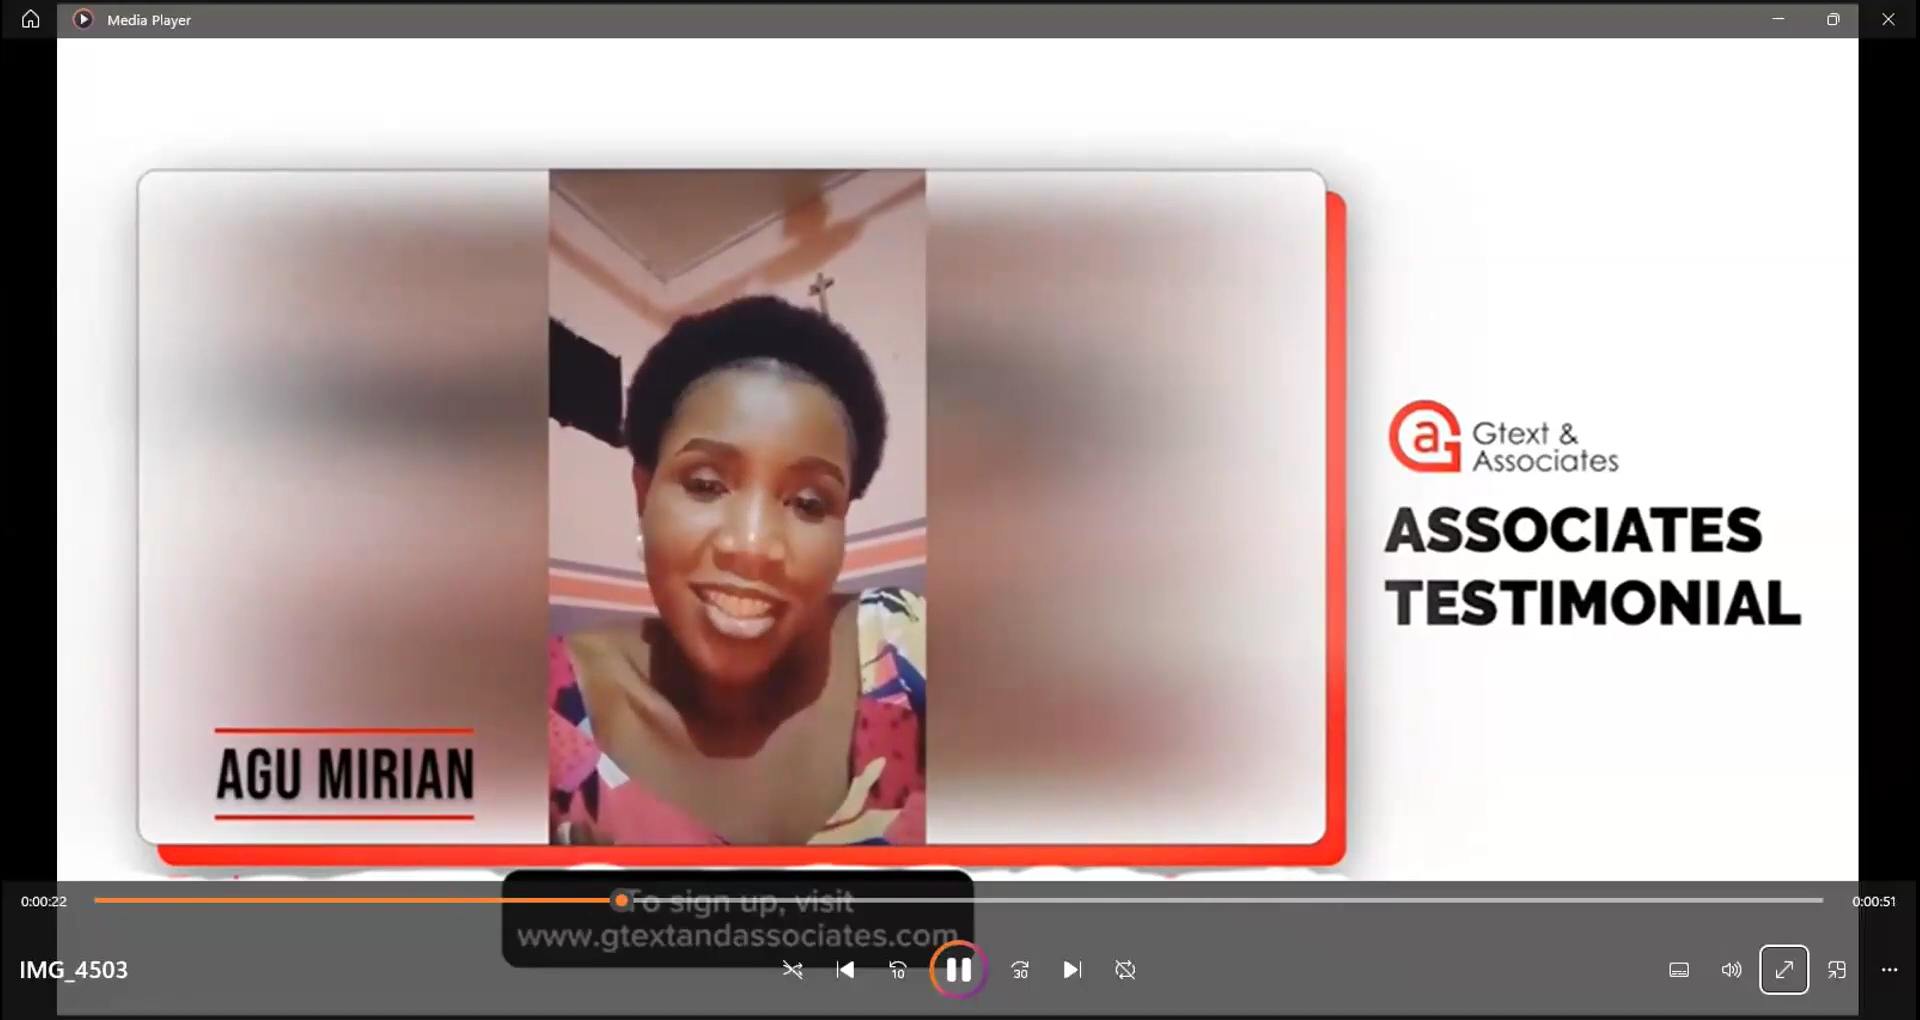 Media Player
Gtext &
Associates
ASSOCIATES
TESTIMONIAL
AGU MIRIAN
0:00:22
0:00:51
To sign up, visit
www.gtextandassociates.com
IMG_4503
10
30